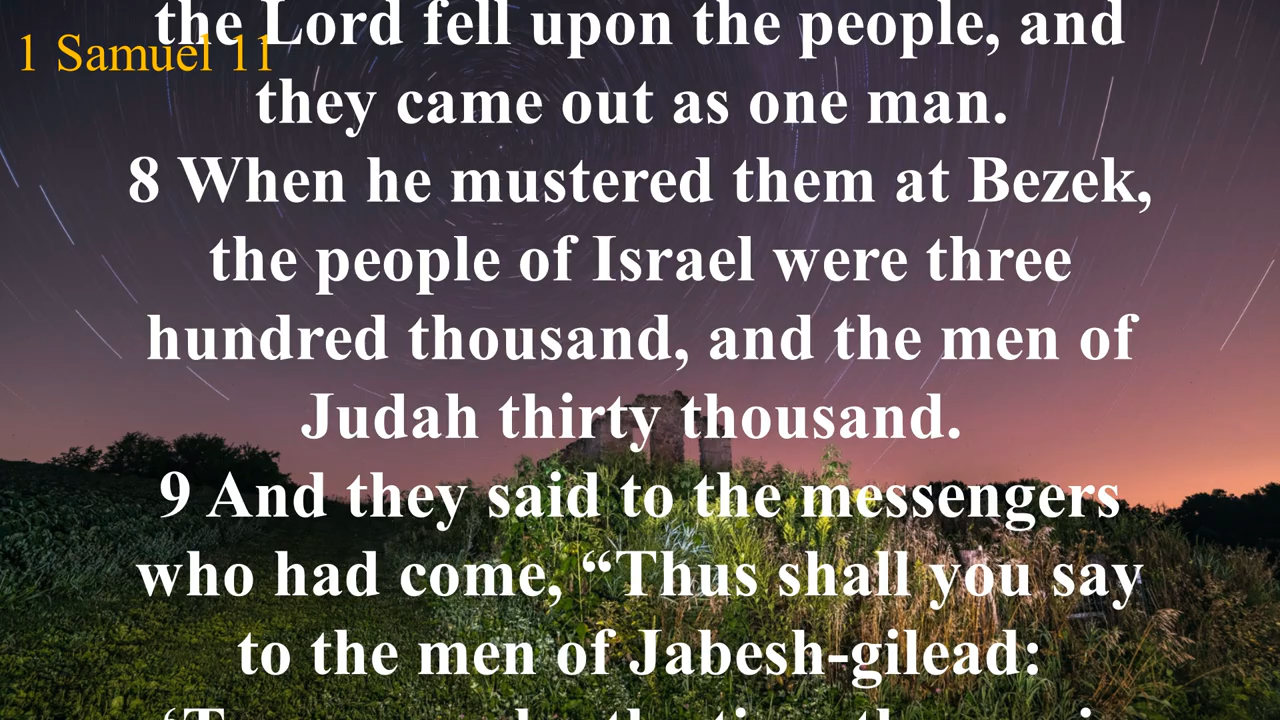 the Lord fell upon the people, and
1 Samuel 11
they came out as one man.
8 When he mustered them at Bezek,
the people of Israel were three
hundred thousand, and the men of
Judah thirty thousand.
9 And they said to the messengers
who had come, “Thus shall you say
to the men of Jabesh-gilead: